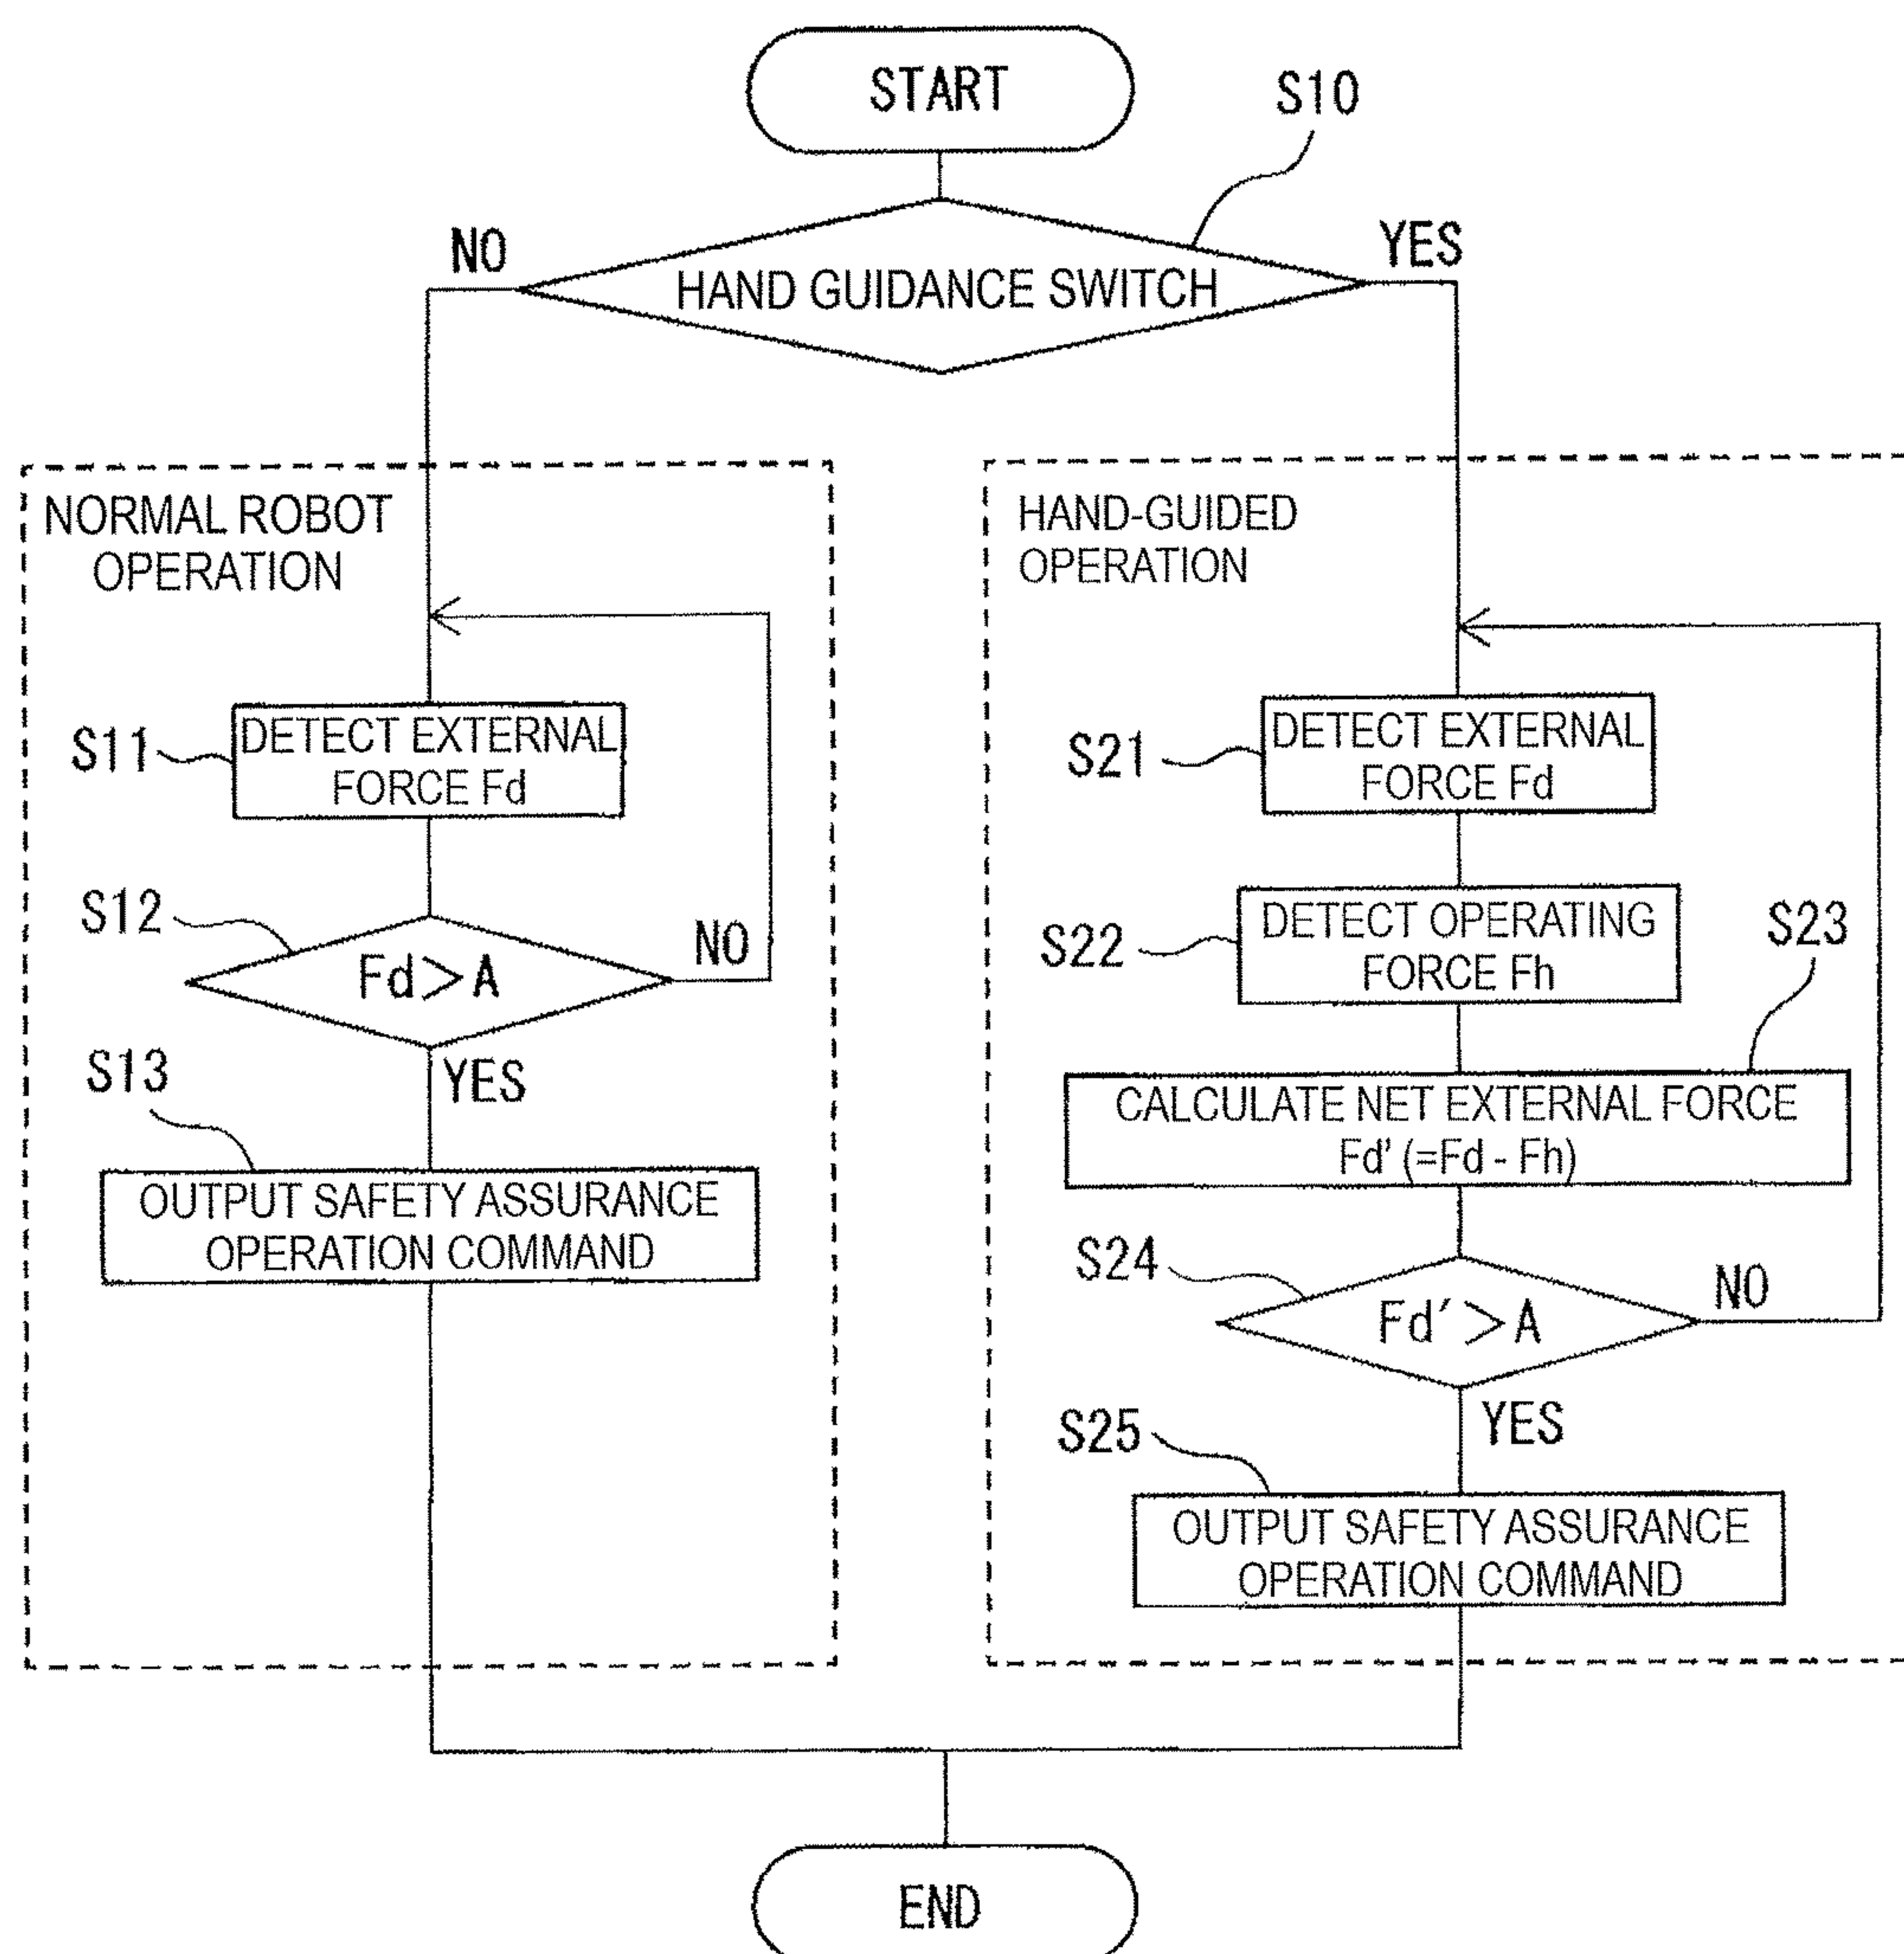 START
S10
NO
YES
HAND GUIDANCE SWITCH
NORMAL ROBOT
OPERATION
S11
DETECT EXTERNAL
FORCE Fd
S12
Fd>A
NO
YES
S13
OUTPUT SAFETY ASSURANCE
OPERATION COMMAND
HAND-GUIDED
OPERATION
S21
DETECT EXTERNAL
FORCE Fd
S22
DETECT OPERATING
FORCE Fh
S23
CALCULATE NET EXTERNAL FORCE
Fd' (=Fd - Fh)
S24
Fd'>A
NO
YES
S25
OUTPUT SAFETY ASSURANCE
OPERATION COMMAND
END